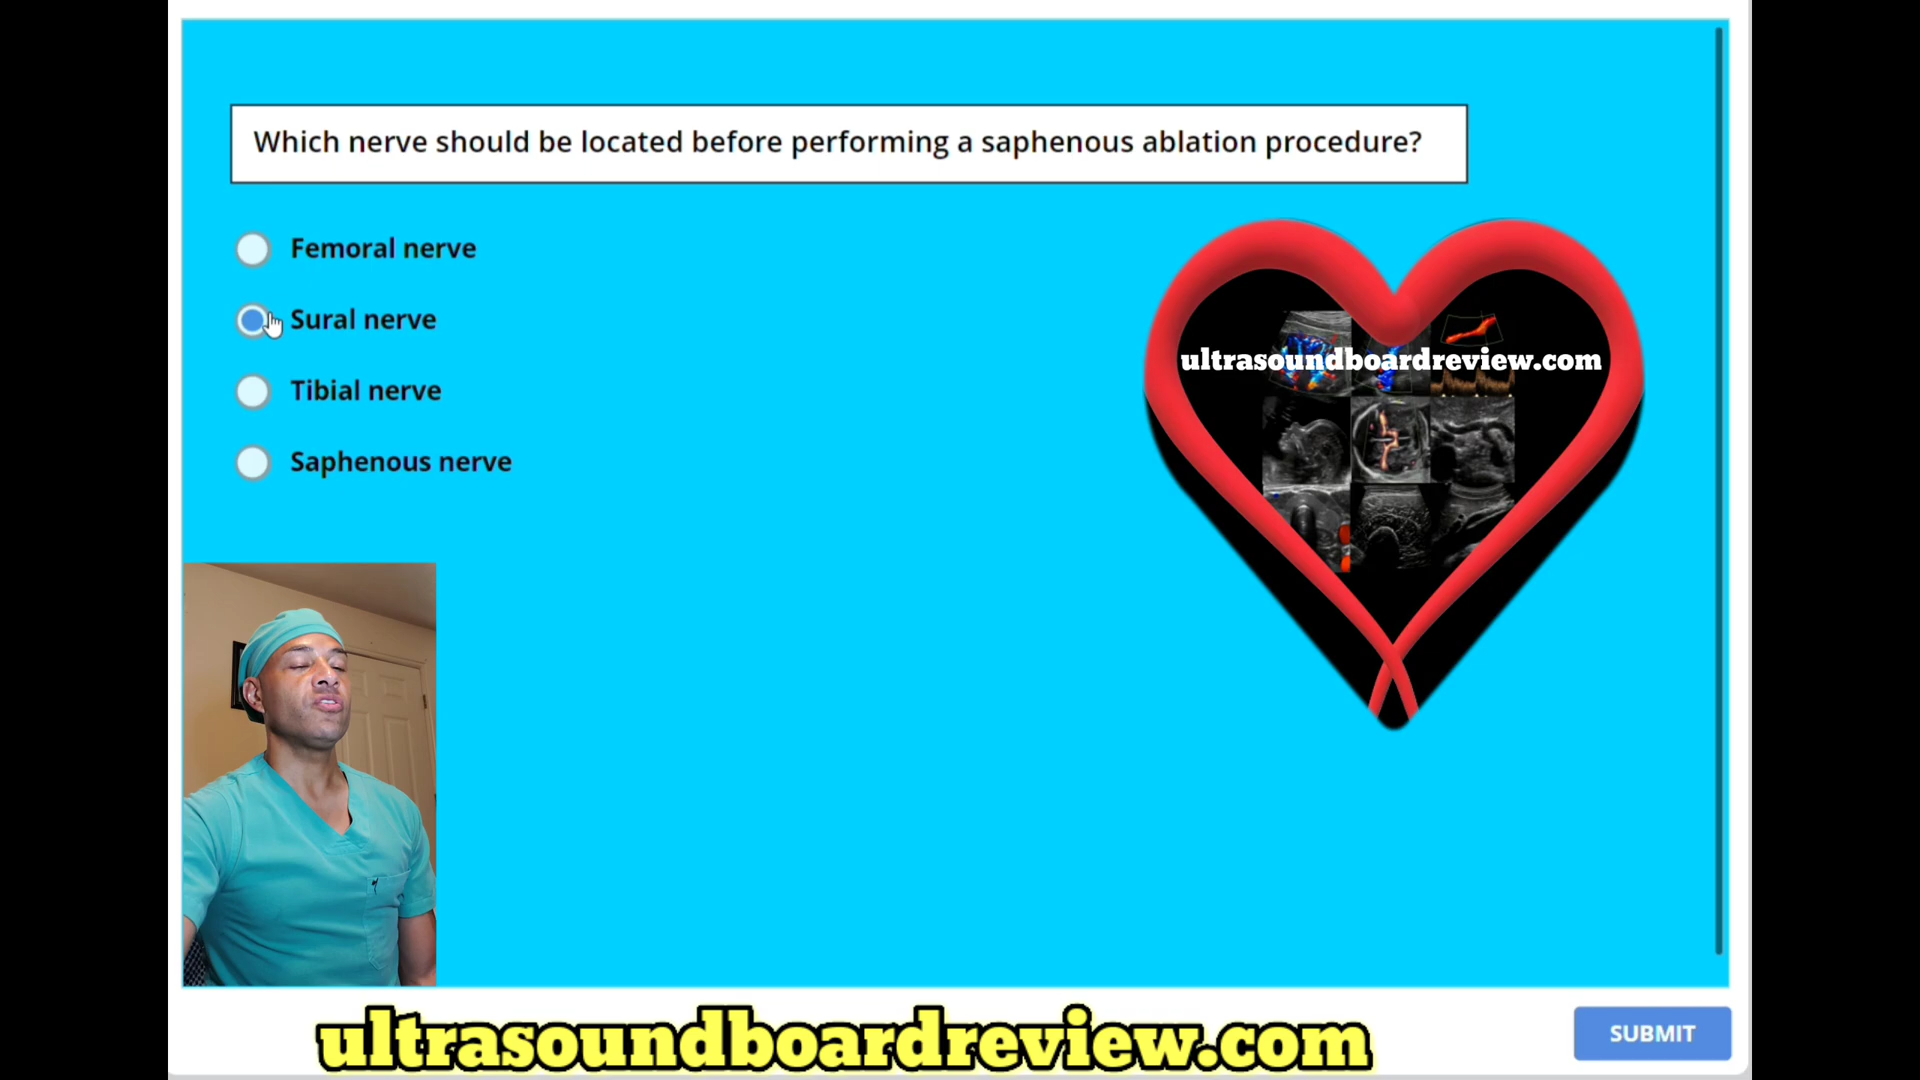 Which nerve should be located before performing a saphenous ablation procedure?
Femoral nerve
Sural nerve
Tibial nerve
Saphenous nerve
ultrasoundboardreview.com
ultrasoundboardreview.com
SUBMIT